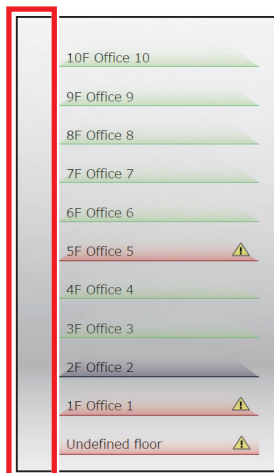 10F Office 10
9F Office 9
8F Office 8
7F Office 7
6F Office 6
5F Office 5
4F Office 4
3F Office 3
2F Office 2
1F Office 1
Undefined floor